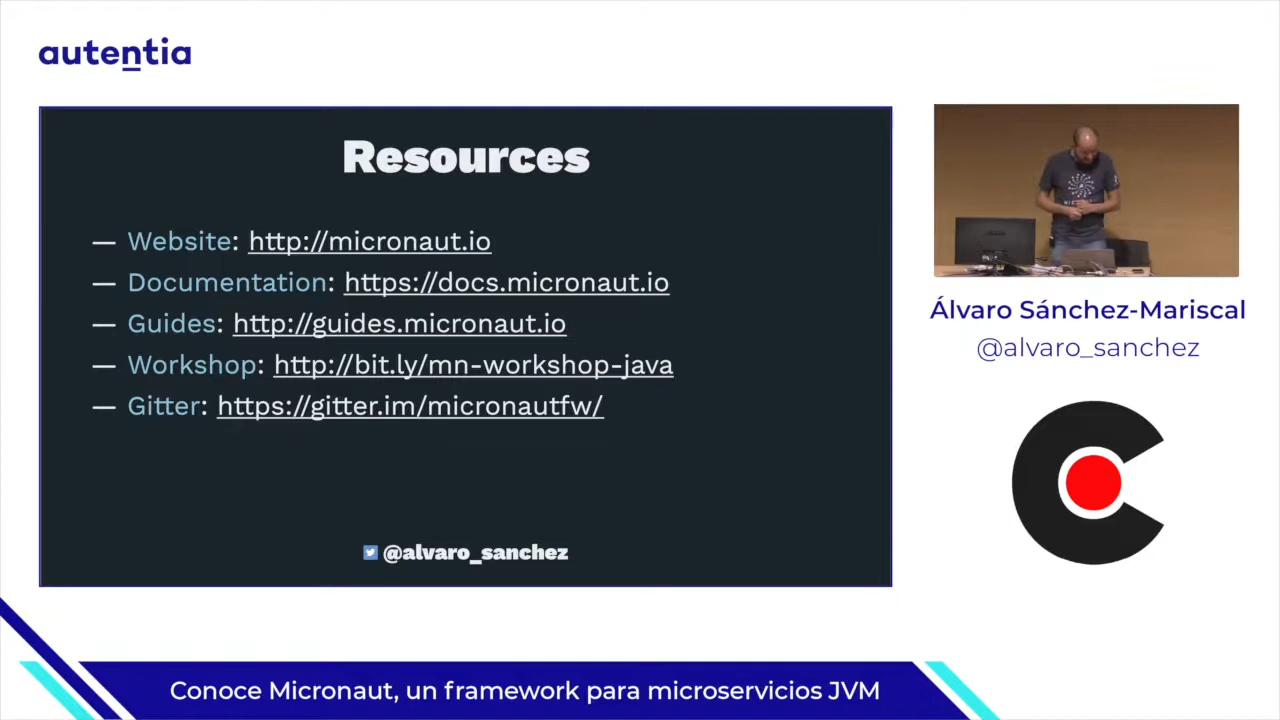 autentia
Resources
— Website: http://micronaut.io
— Documentation: https://docs.micronaut.io
— Guides: http://guides.micronaut.io
— Workshop: http://bit.ly/mn-workshop-java
— Gitter: https://gitter.im/micronautfw/
@alvaro_sanchez
Álvaro Sánchez-Mariscal
@alvaro_sanchez
Conoce Micronaut, un framework para microservicios JVM